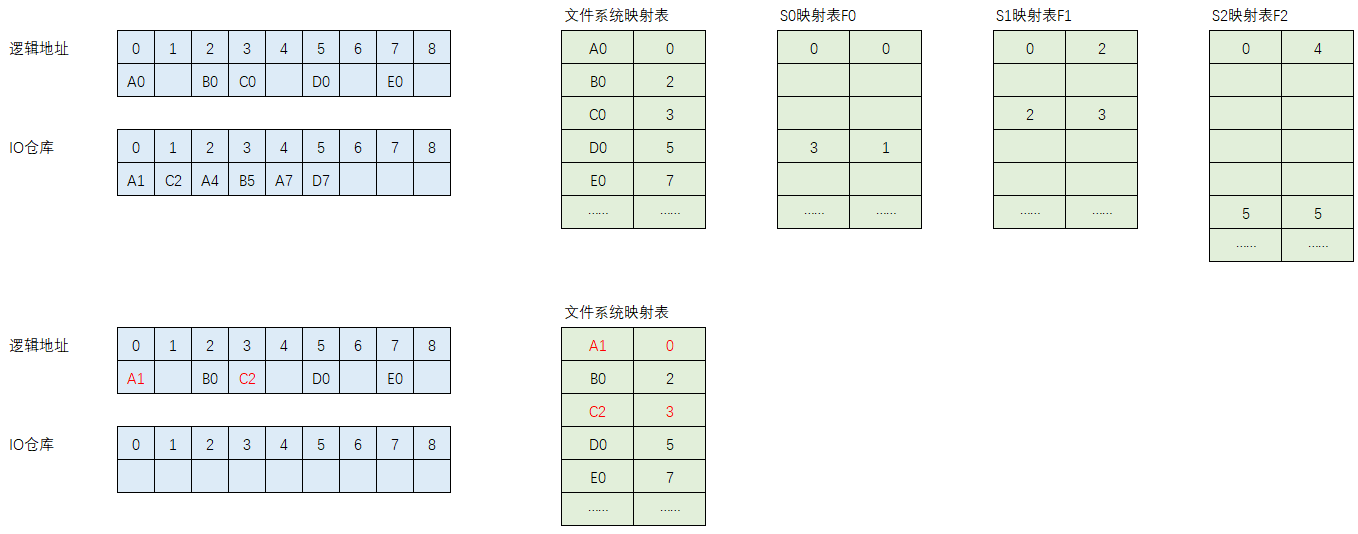 文件系统映射表 S0映射表F0 S1映射表F1 S2映射表F2
逻辑地址 0 1 2 3 4 5 6 7 8 A0 0 0 0 0 2 0 4
A0 B0 C0 D0 E0 B0 2
C0 3 2 3
IO仓库 0 1 2 3 4 5 6 7 8 D0 5 3 1
A1 C2 A4 B5 A7 D7 E0 7
…… …… …… …… …… …… 5 5
…… ……
文件系统映射表
逻辑地址 0 1 2 3 4 5 6 7 8 A1 0
A1 B0 C2 D0 E0 B0 2
C2 3
IO仓库 0 1 2 3 4 5 6 7 8 D0 5
E0 7
…… ……